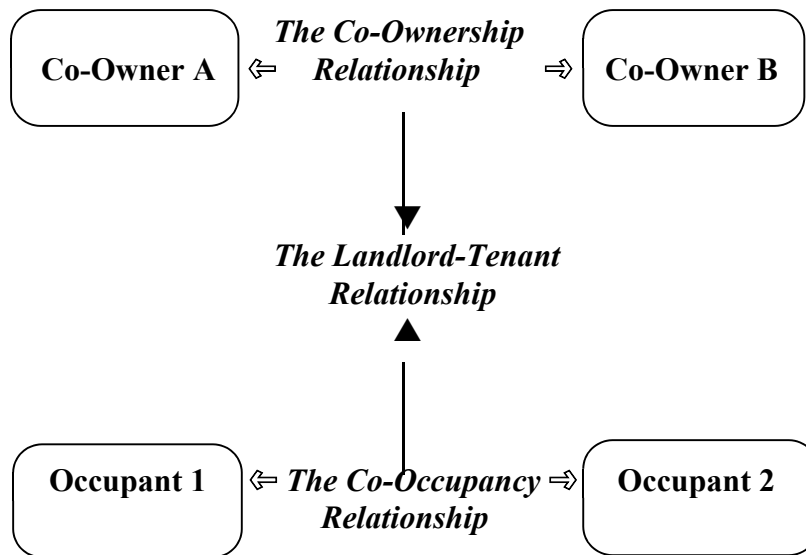 The Co-Ownership
Co-Owner A
Relationship
Co-Owner B
The Landlord-Tenant
Relationship
Occupant 1
The Co-Occupancy
Occupant 2
Relationship